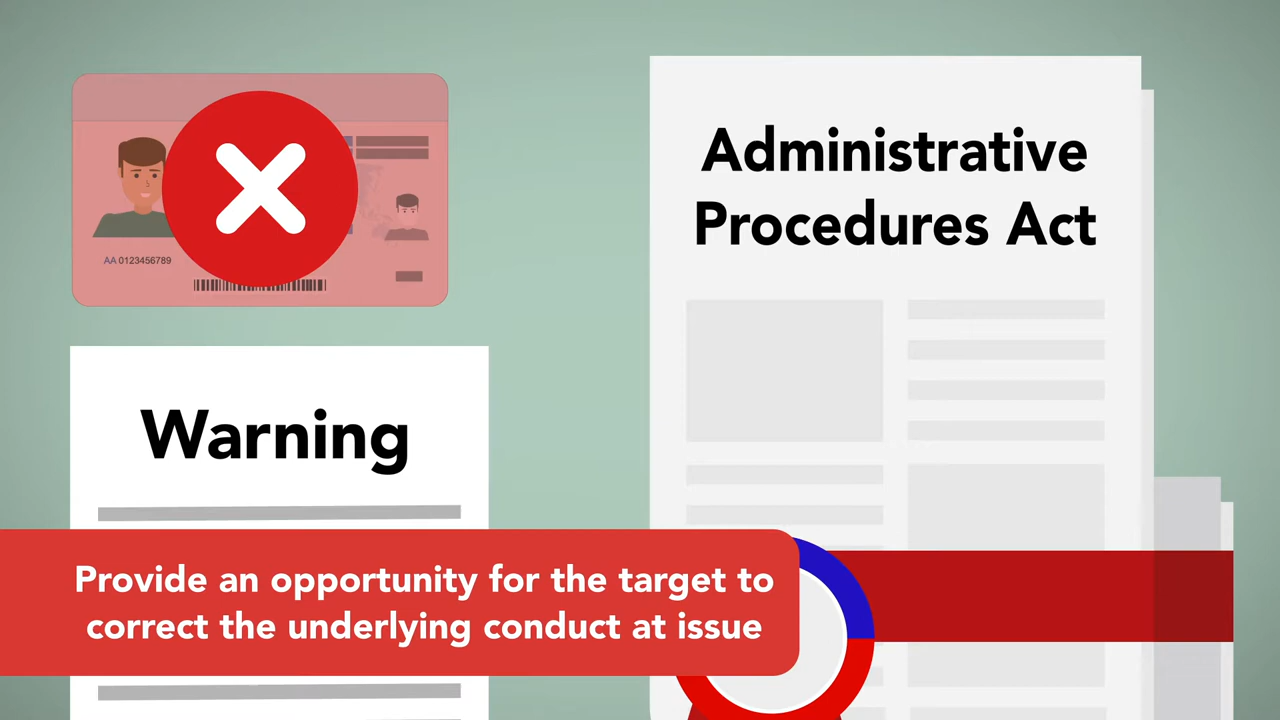 AA 0123456789
Administrative
Procedures Act
Warning
Provide an opportunity for the target to
correct the underlying conduct at issue